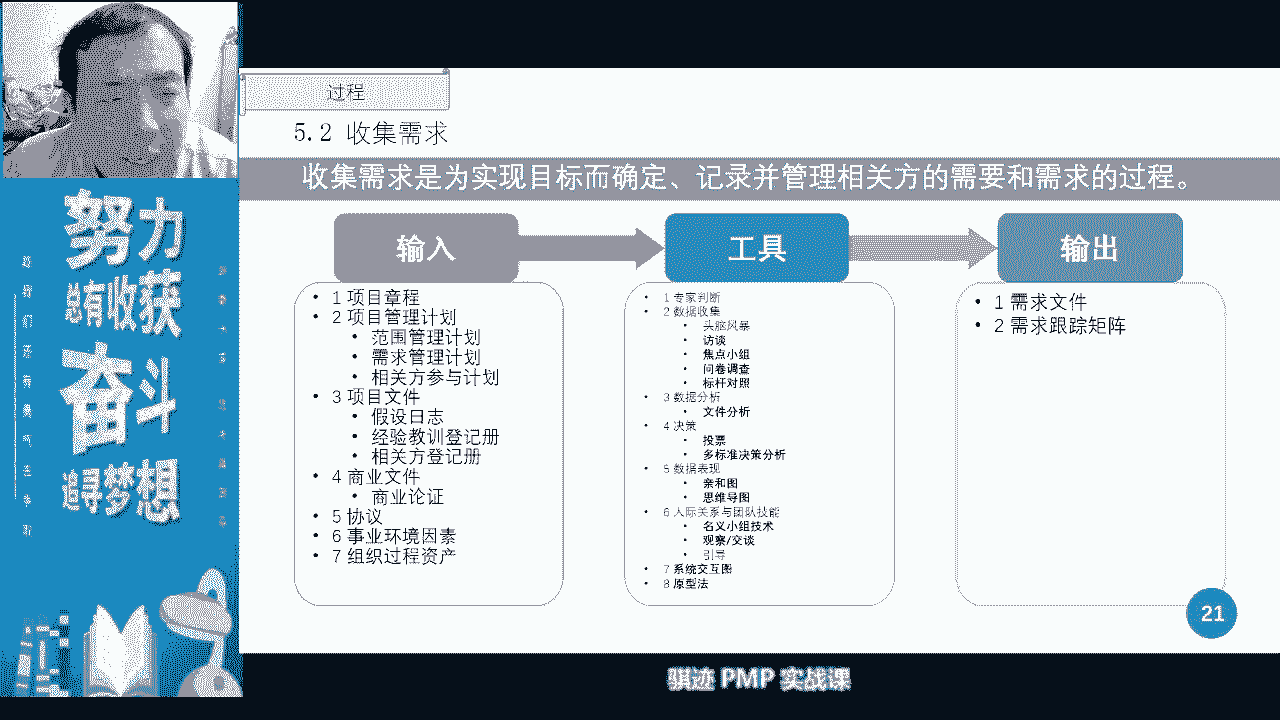 过程
5.2 收集需求
收集需求是为实现目标而确定、记录并管理相关方的需要和需求的过程。
输入
• 1 项目章程
• 2 项目管理计划
• 范围管理计划
• 需求管理计划
• 相关方参与计划
• 3 项目文件
• 假设日志
• 经验教训登记册
• 相关方登记册
• 4 商业文件
• 商业论证
• 5 协议
• 6 事业环境因素
• 7 组织过程资产
工具
• 1 专家判断
• 2 数据收集
• 头脑风暴
• 访谈
• 焦点小组
• 问卷调查
• 标杆对照
• 3 数据分析
• 文件分析
• 4 决策
• 投票
• 多标准决策分析
• 5 数据表现
• 亲和图
• 思维导图
• 6 人际关系与团队技能
• 名义小组技术
• 观察/交谈
• 引导
• 7 系统交互图
• 8 原型法
输出
• 1 需求文件
• 2 需求跟踪矩阵
21
努力
总有收获
奋斗
追寻梦想
骐迹 PMP 实战课